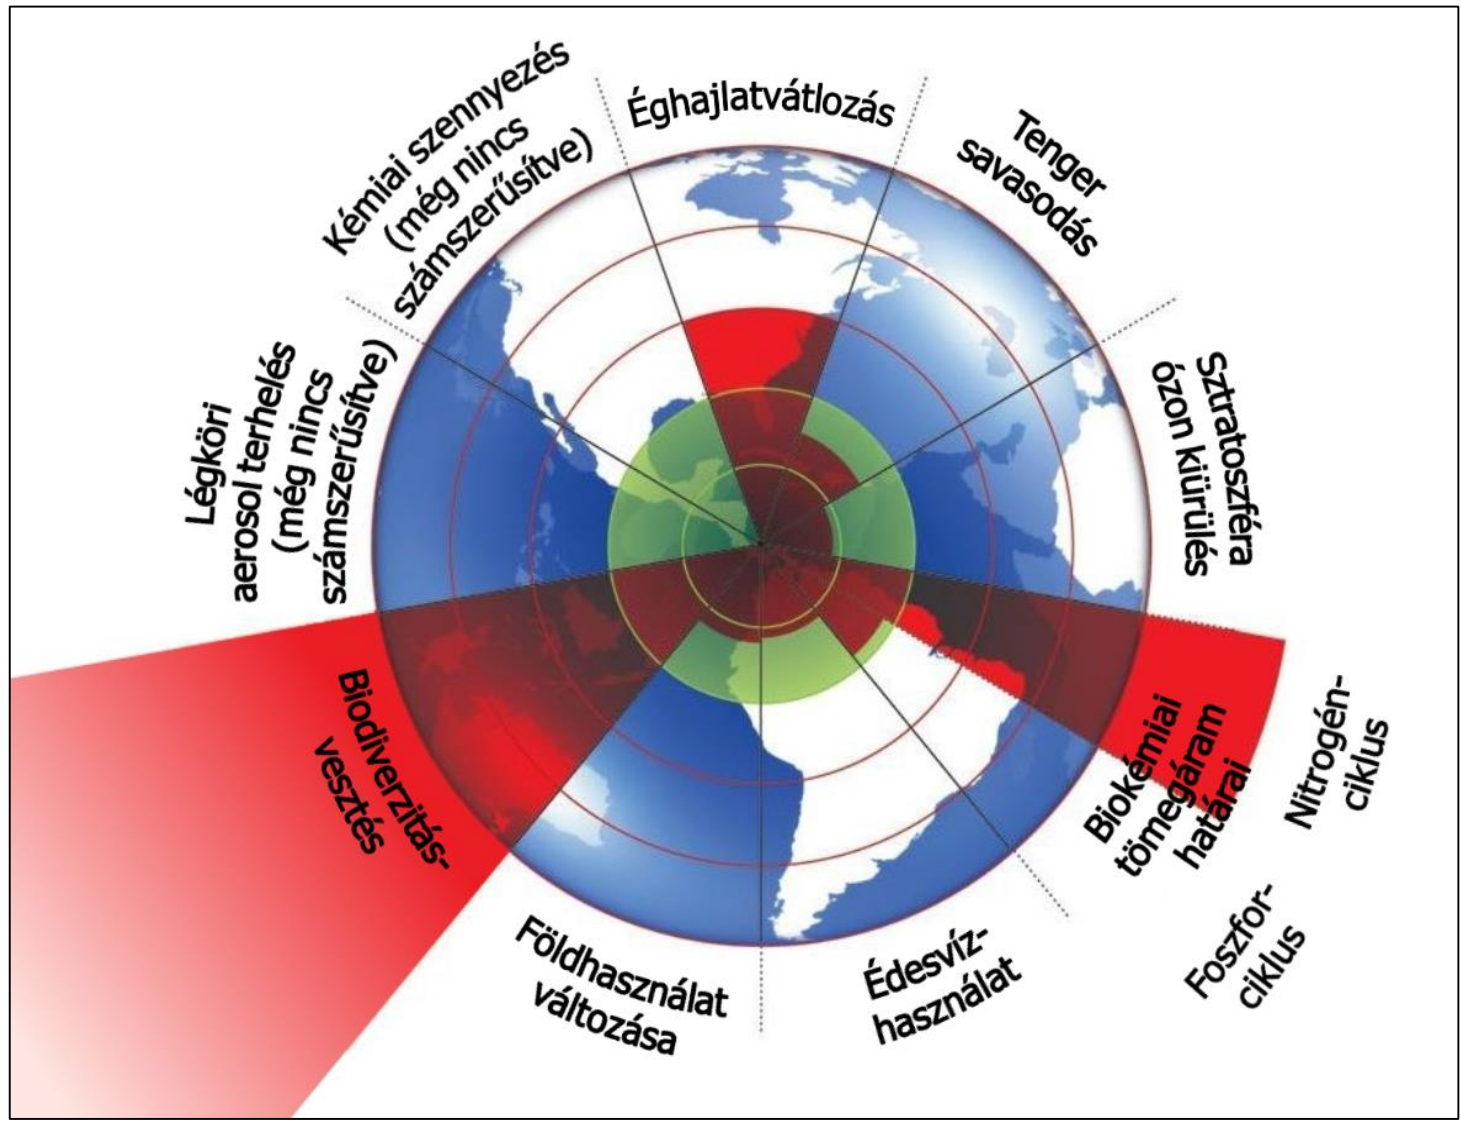 Éghajlatvátlozás
Tenger
savasodás
Sztratoszféra
ózon kiürülés
Nitrogén-
ciklus
Biokémiai
tömegáram
határai
Foszfor-
ciklus
Édesvíz-
használat
Földhasználat
változása
Biodiverzitás-
vesztés
Légköri
aerosol terhelés
(még nincs
számszerűsítve)
Kémiai szennyezés
(még nincs
számszerűsítve)